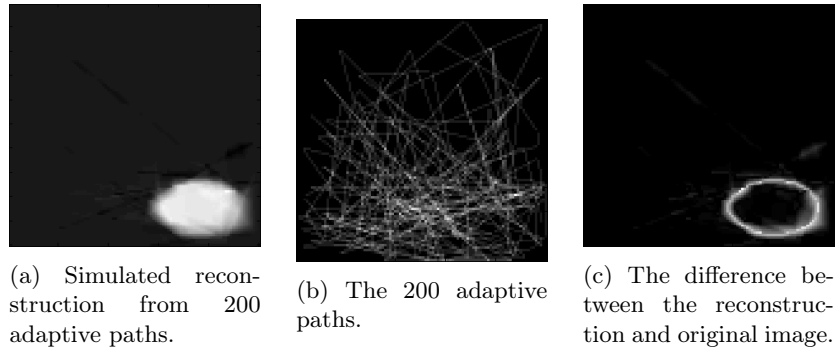 (a) Simulated recon-
struction from 200
adaptive paths.
(b) The 200 adaptive
paths.
(c) The difference be-
tween the reconstruc-
tion and original image.